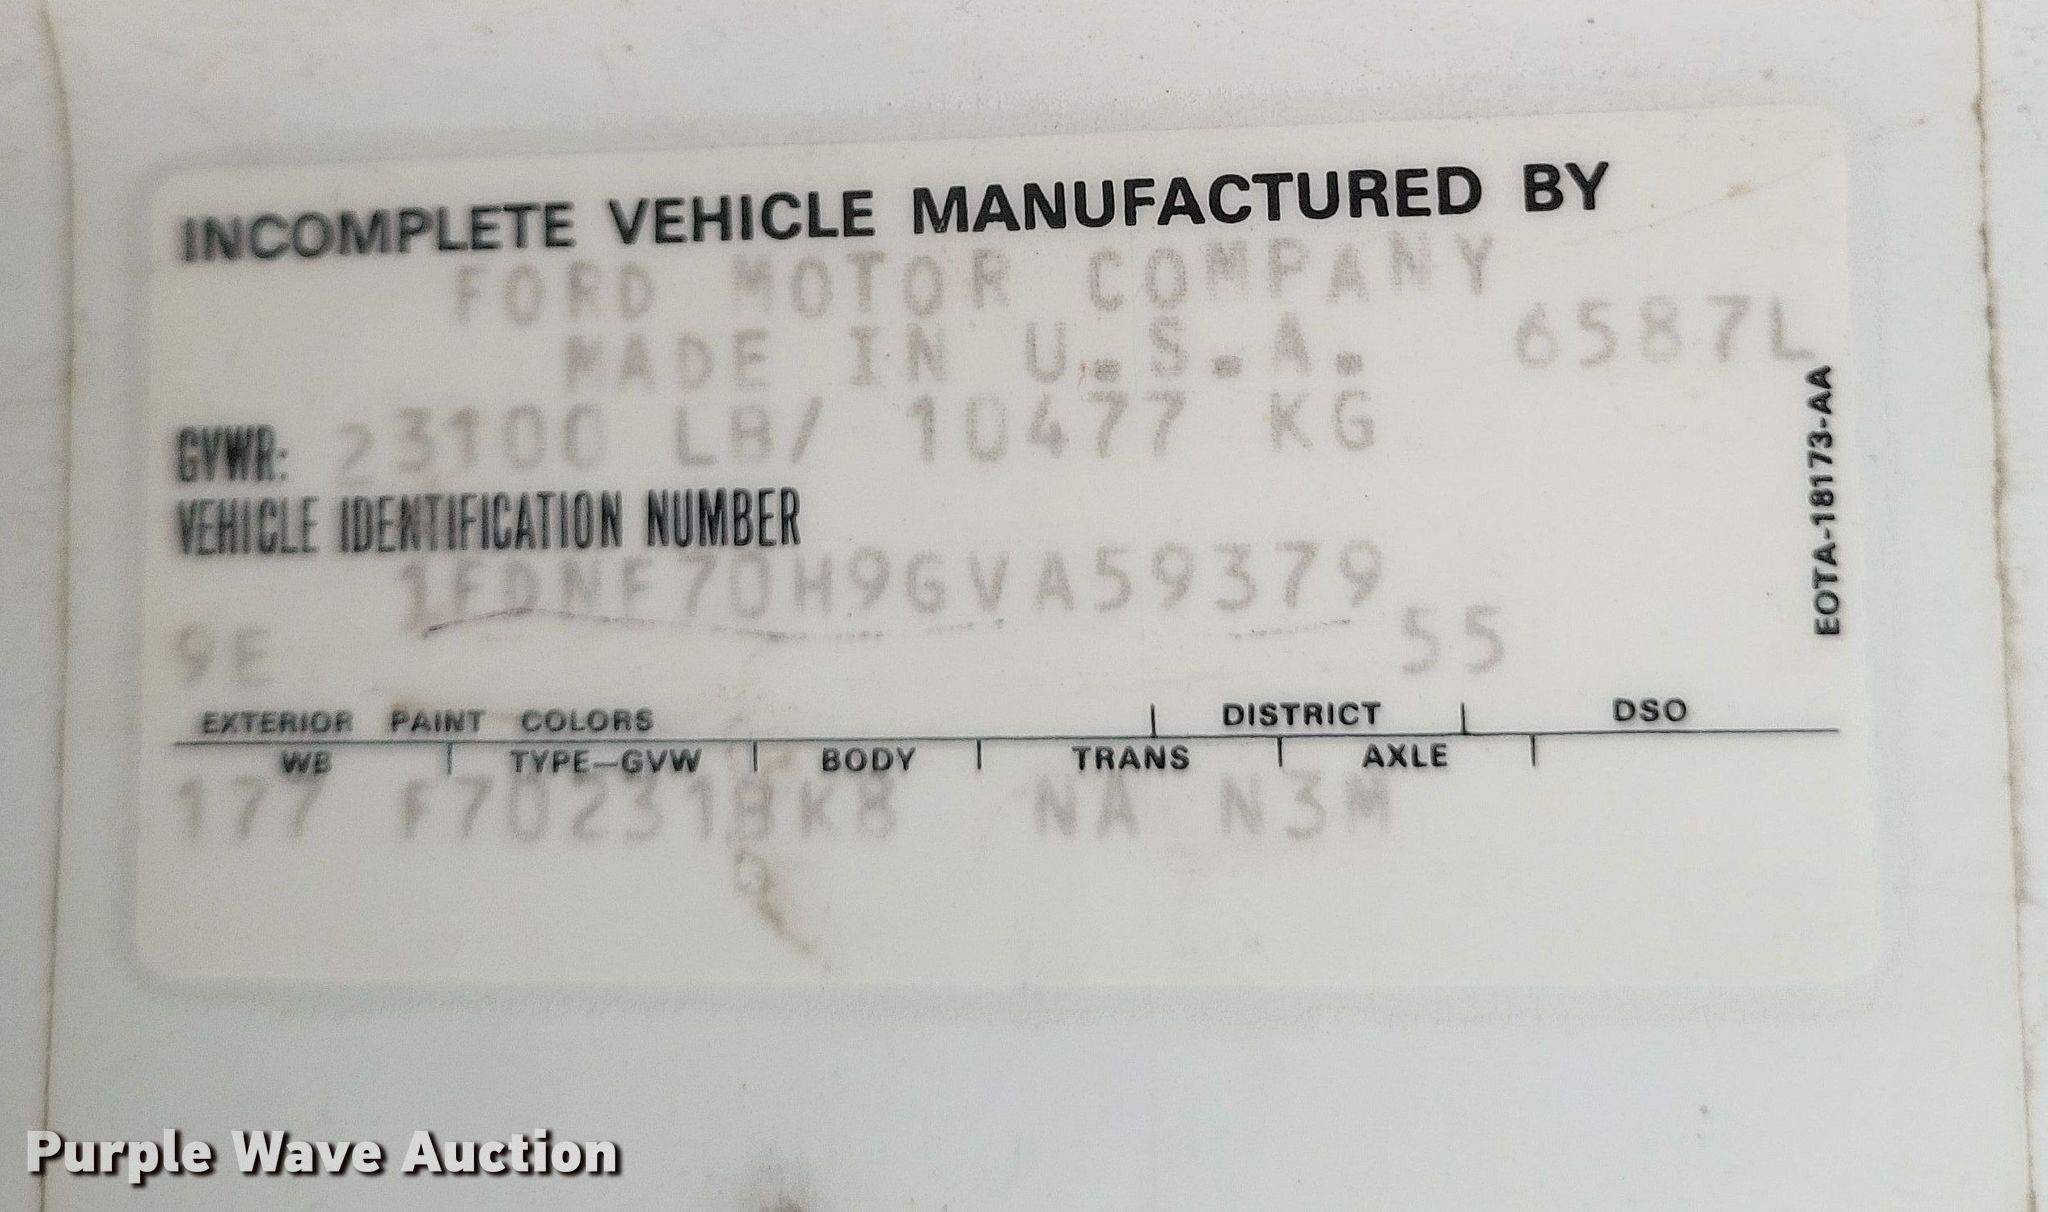 INCOMPLETE VEHICLE MANUFACTURED BY
FORD MOTOR COMPANY
MADE IN U.S.A. 6587L
GVWR: 23100 LB/ 10477 KG
VEHICLE IDENTIFICATION NUMBER
1FDNF70H9GVA59379
9E 55
EXTERIOR PAINT COLORS DISTRICT DSO
WB TYPE-GVW BODY TRANS AXLE
177 F70231BK8 NA N3M
EOTA-18173-AA
Purple Wave Auction